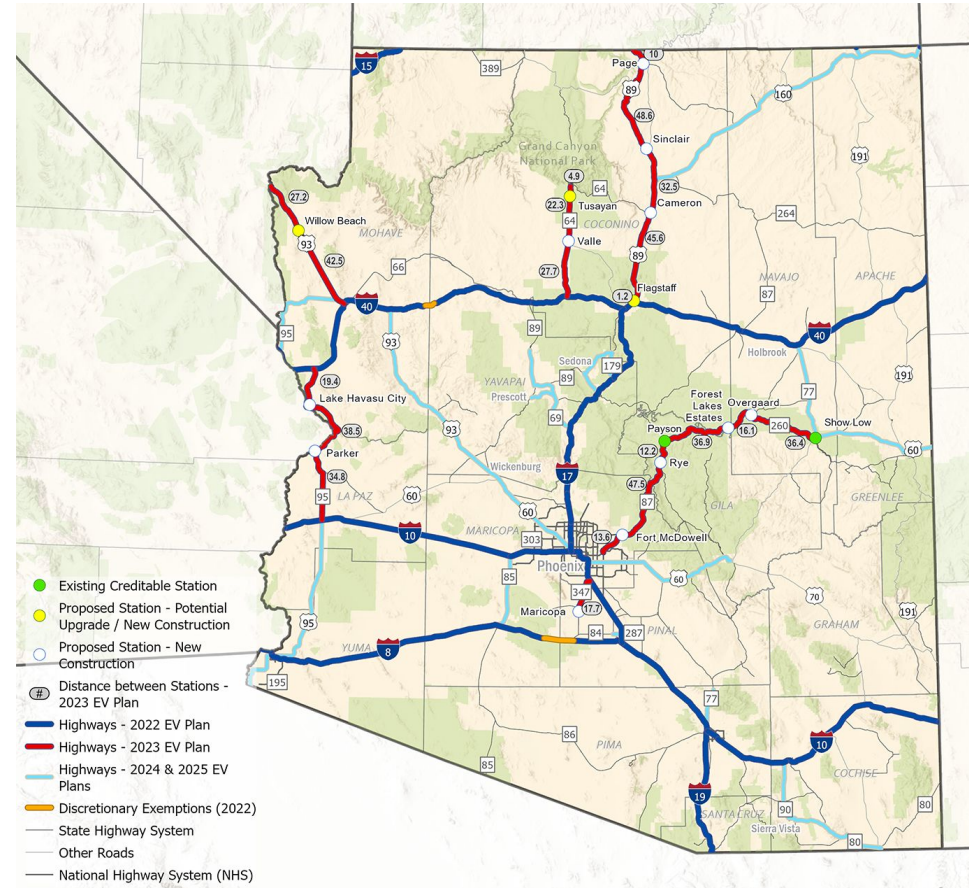 15
389
Page
10
89
160
48.6
Sinclair
Grand Canyon
National Park
191
4.9
64
32.5
27.2
22.3
Tusayan
Cameron
264
Willow Beach
MOHAVE
64
COCONINO
93
Valle
45.6
42.5
66
89
27.7
NAVAJO
APACHE
1.2
Flagstaff
87
40
95
93
89
40
Holbrook
Sedona
179
191
19.4
YAVAPAI
89
Prescott
77
Lake Havasu City
69
Forest
Lakes
Estates
Overgaard
Show Low
38.5
93
Payson
16.1
260
36.9
36.4
Parker
12.2
60
Rye
34.8
Wickenburg
17
47.5
95
LA PAZ
60
87
GILA
GREENLEE
60
MARICOPA
10
303
13.6
Fort McDowell
Phoenix
85
60
347
70
Maricopa
17.7
191
95
84
287
PINAL
GRAHAM
YUMA
8
195
77
86
PIMA
10
85
COCHISE
19
90
80
SANTA CRUZ
Sierra Vista
80
Existing Creditable Station
Proposed Station - Potential
Upgrade / New Construction
Proposed Station - New
Construction
# Distance between Stations -
2023 EV Plan
Highways - 2022 EV Plan
Highways - 2023 EV Plan
Highways - 2024 & 2025 EV
Plans
Discretionary Exemptions (2022)
State Highway System
Other Roads
National Highway System (NHS)